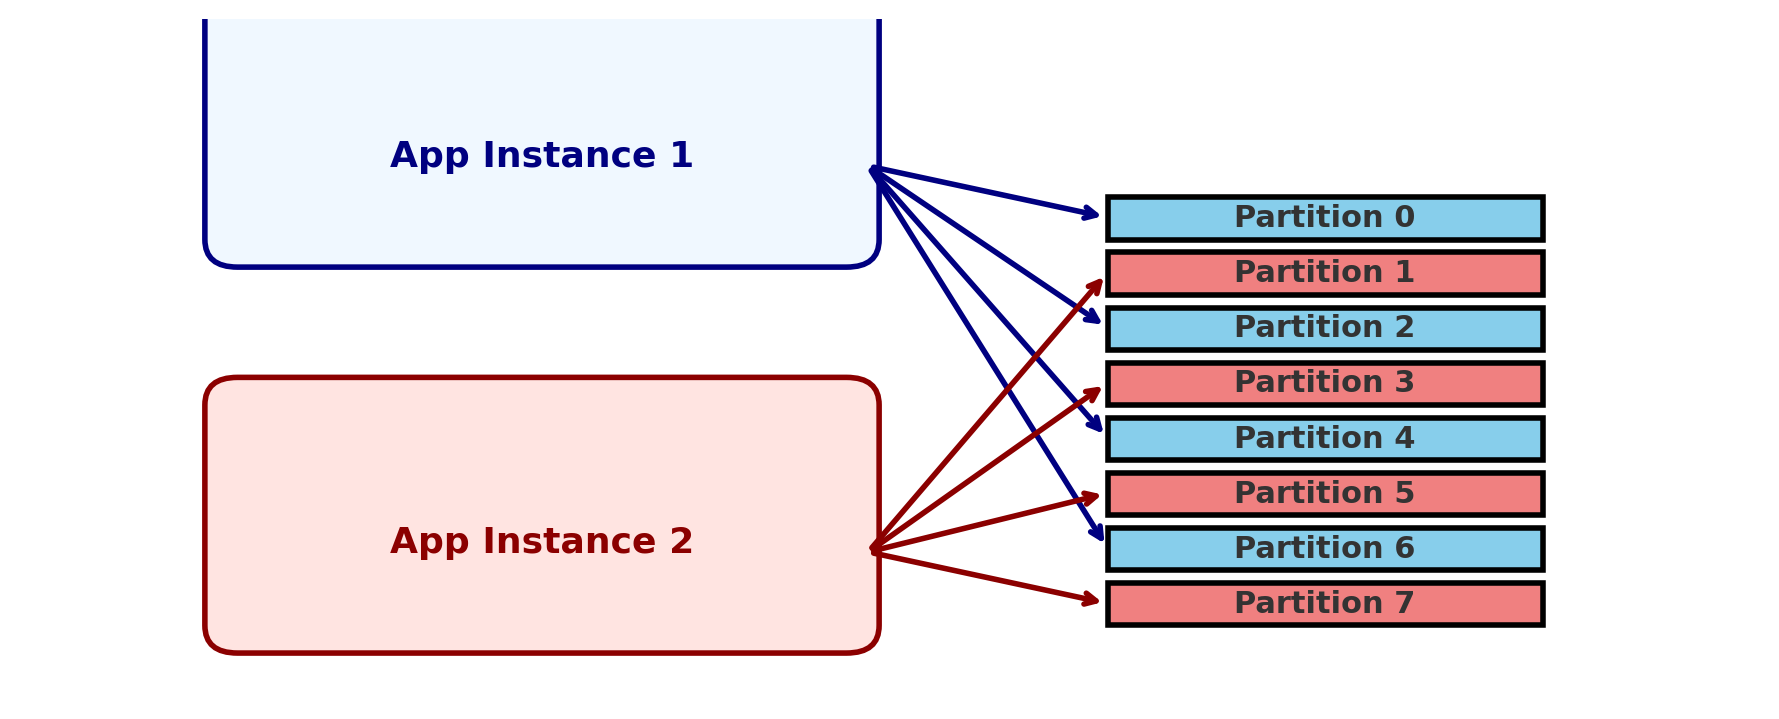 App Instance 1
App Instance 2
Partition 0
Partition 1
Partition 2
Partition 3
Partition 4
Partition 5
Partition 6
Partition 7